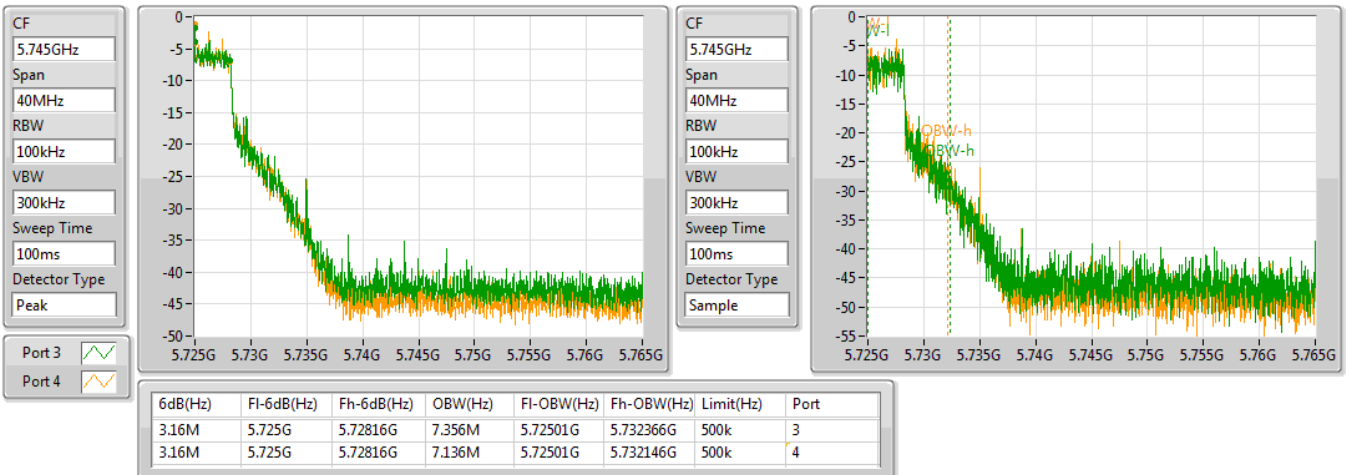 CF
5.745GHz
Span
40MHz
RBW
100kHz
VBW
300kHz
Sweep Time
100ms
Detector Type
Peak
Port 3
Port 4
0
-5
-10
-15
-20
-25
-30
-35
-40
-45
-50
5.725G 5.73G 5.735G 5.74G 5.745G 5.75G 5.755G 5.76G 5.765G
CF
5.745GHz
Span
40MHz
RBW
100kHz
VBW
300kHz
Sweep Time
100ms
Detector Type
Sample
0
-5
-10
-15
-20
-25
-30
-35
-40
-45
-50
-55
OBW-h
OBW-h
5.725G 5.73G 5.735G 5.74G 5.745G 5.75G 5.755G 5.76G 5.765G
6dB(Hz) Fl-6dB(Hz) Fh-6dB(Hz) OBW(Hz) Fl-OBW(Hz) Fh-OBW(Hz) Limit(Hz) Port
3.16M 5.725G 5.72816G 7.356M 5.72501G 5.732366G 500k 3
3.16M 5.725G 5.72816G 7.136M 5.72501G 5.732146G 500k 4